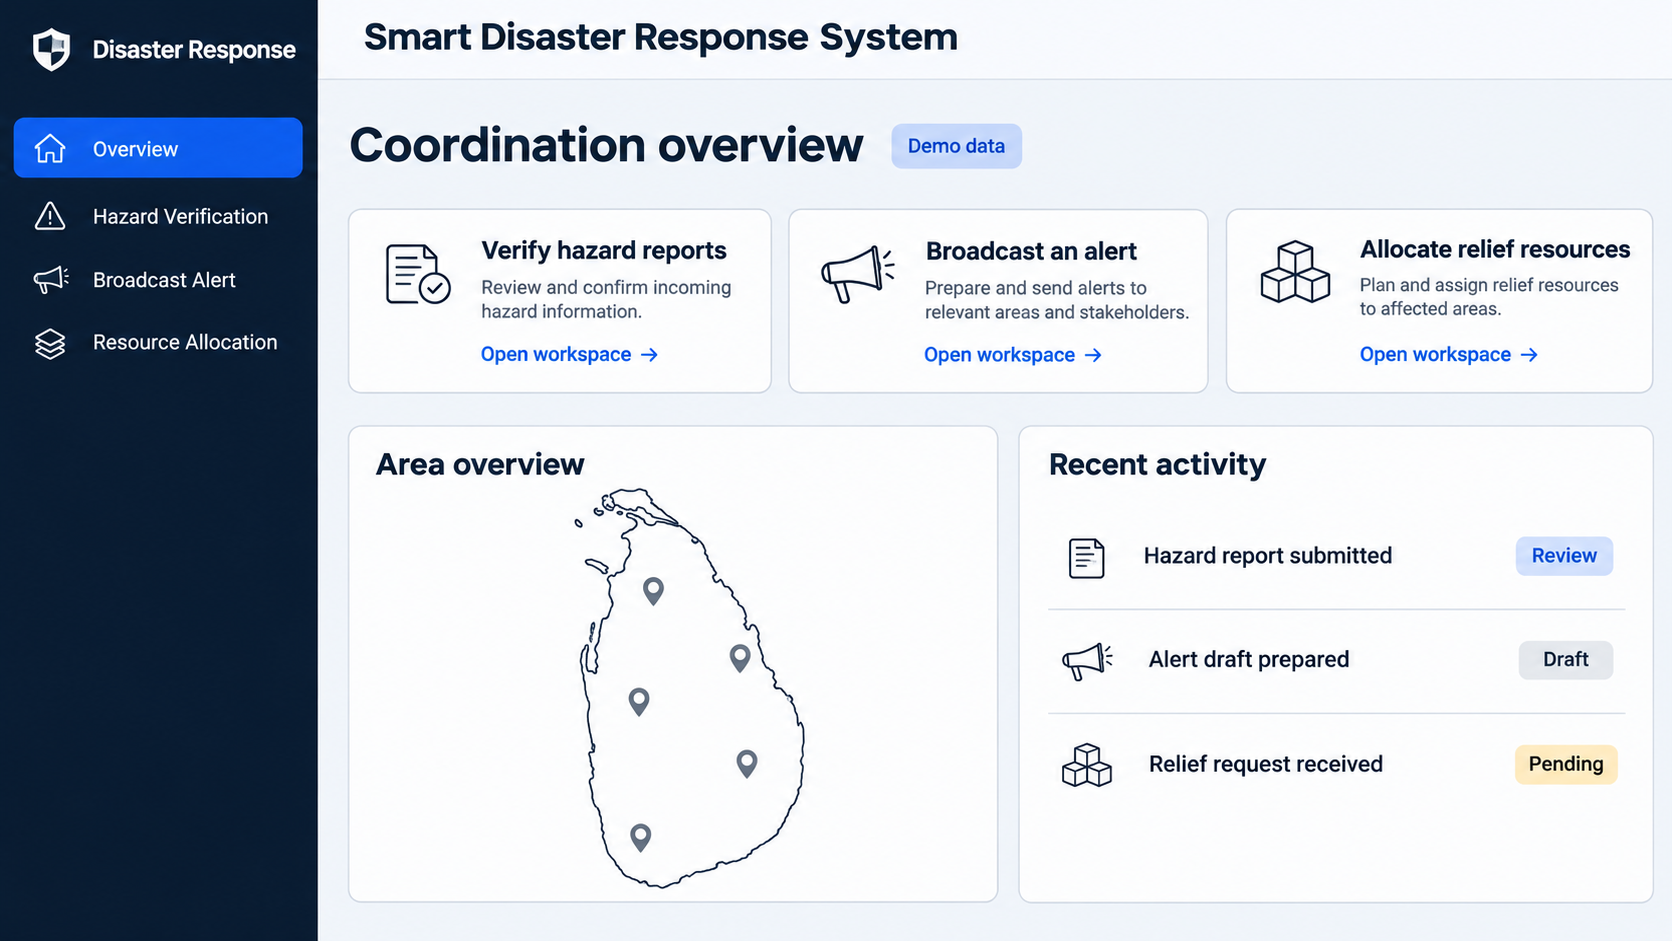 Disaster Response
Overview
Hazard Verification
Broadcast Alert
Resource Allocation
Smart Disaster Response System
Coordination overview
Demo data
Verify hazard reports
Review and confirm incoming
hazard information.
Open workspace →
Broadcast an alert
Prepare and send alerts to
relevant areas and stakeholders.
Open workspace →
Allocate relief resources
Plan and assign relief resources
to affected areas.
Open workspace →
Area overview
Recent activity
Hazard report submitted
Review
Alert draft prepared
Draft
Relief request received
Pending